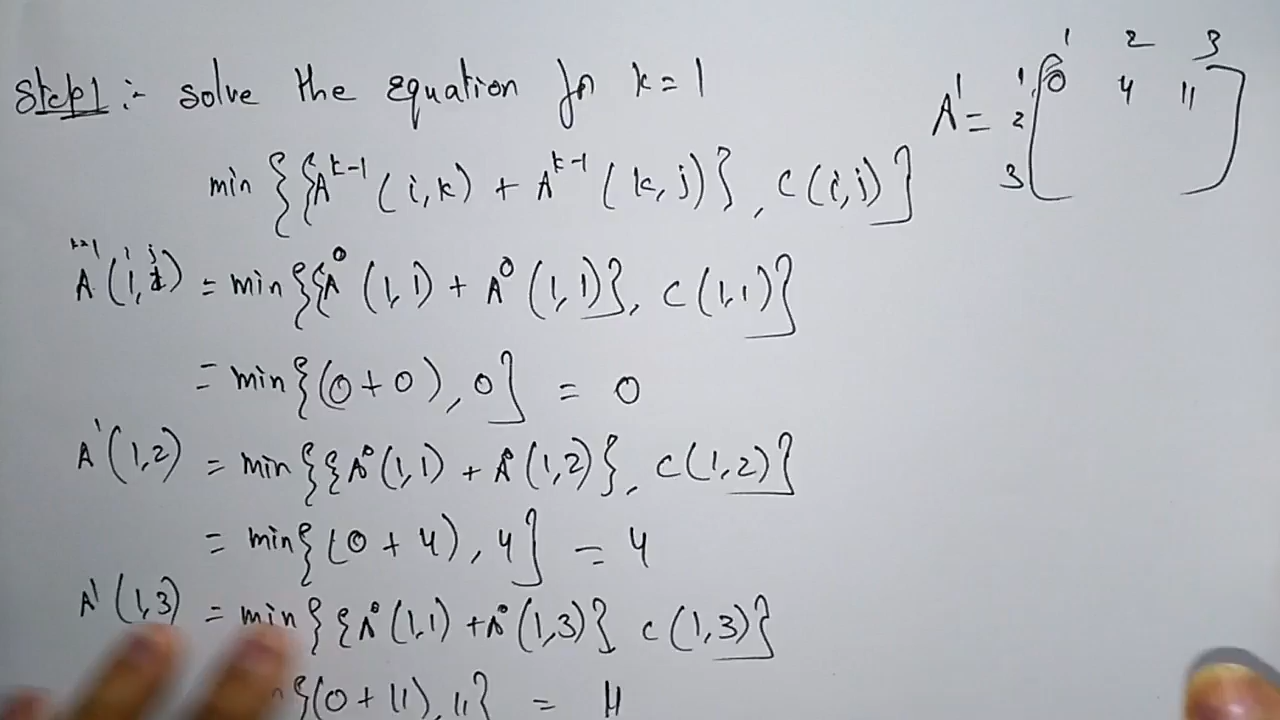 Step1 :- solve the equation for k=1
min {{A^k-1 (i,k) + A^k-1 (k,j)}, c(i,j)}
1 2 3
A^1 = 1 0 4 11
2
3
k=1 i j
A(1,1) = min{{A^0 (1,1) + A^0 (1,1)}, c(1,1)}
= min{(0+0),0} = 0
A^1(1,2) = min{{A^0(1,1) + A^0(1,2)}, c(1,2)}
= min{(0+4),4} = 4
A^1(1,3) = min{{A^0(1,1) + A^0(1,3)} c(1,3)}
{(0+11),11} = 11